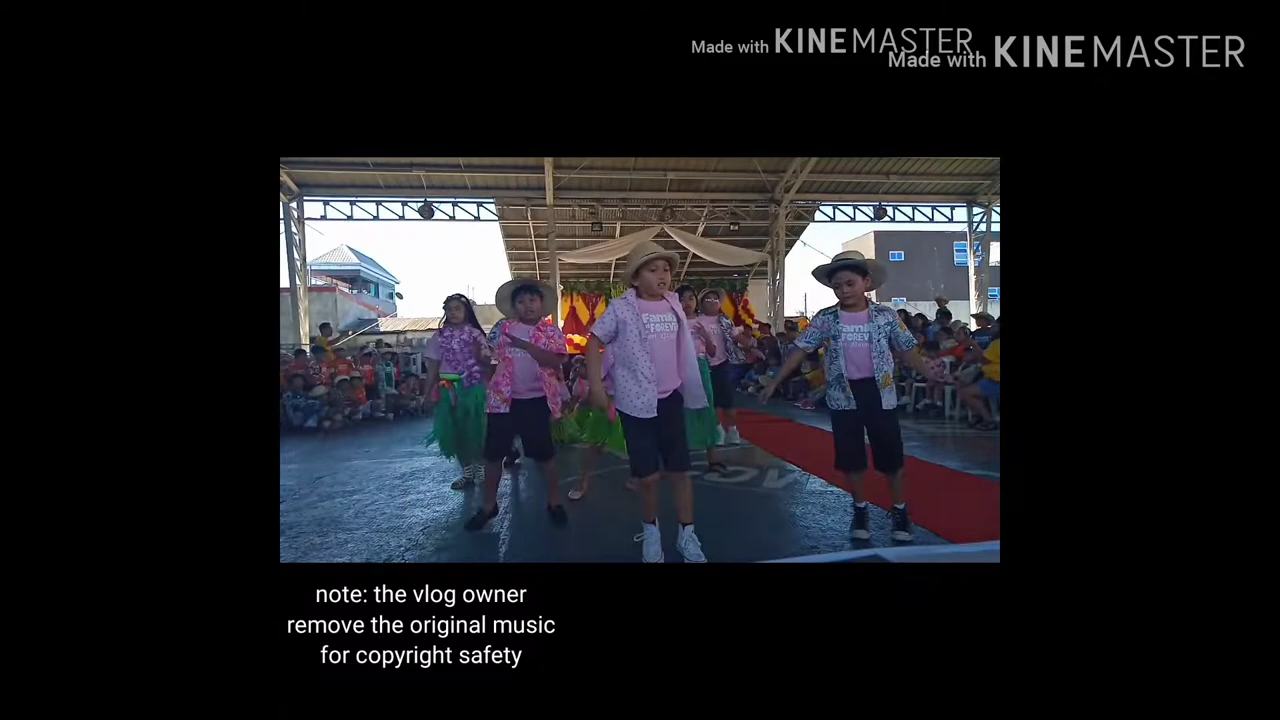 Made with KINEMASTER
Made with KINEMASTER
Family
FOREVER
note: the vlog owner
remove the original music
for copyright safety